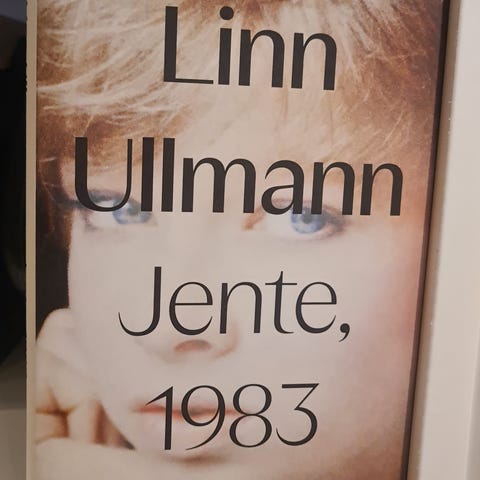 Linn
Ullmann
Jente,
1983